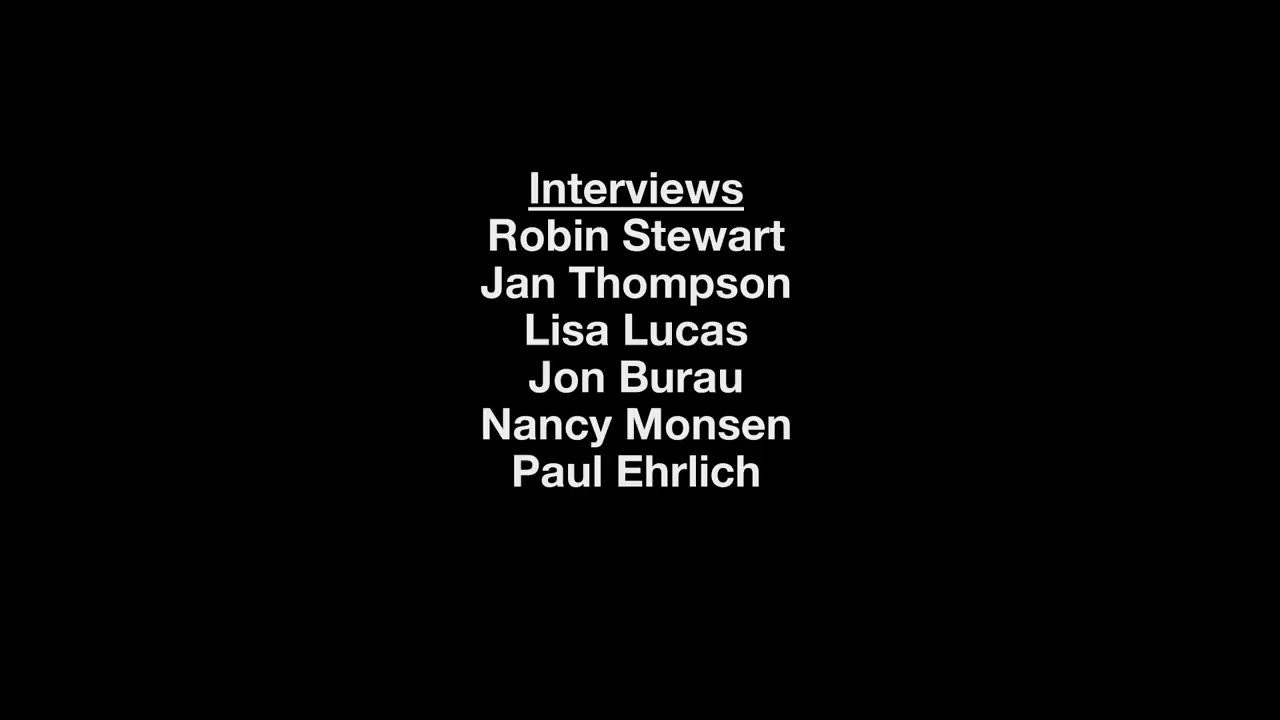 Interviews
Robin Stewart
Jan Thompson
Lisa Lucas
Jon Burau
Nancy Monsen
Paul Ehrlich